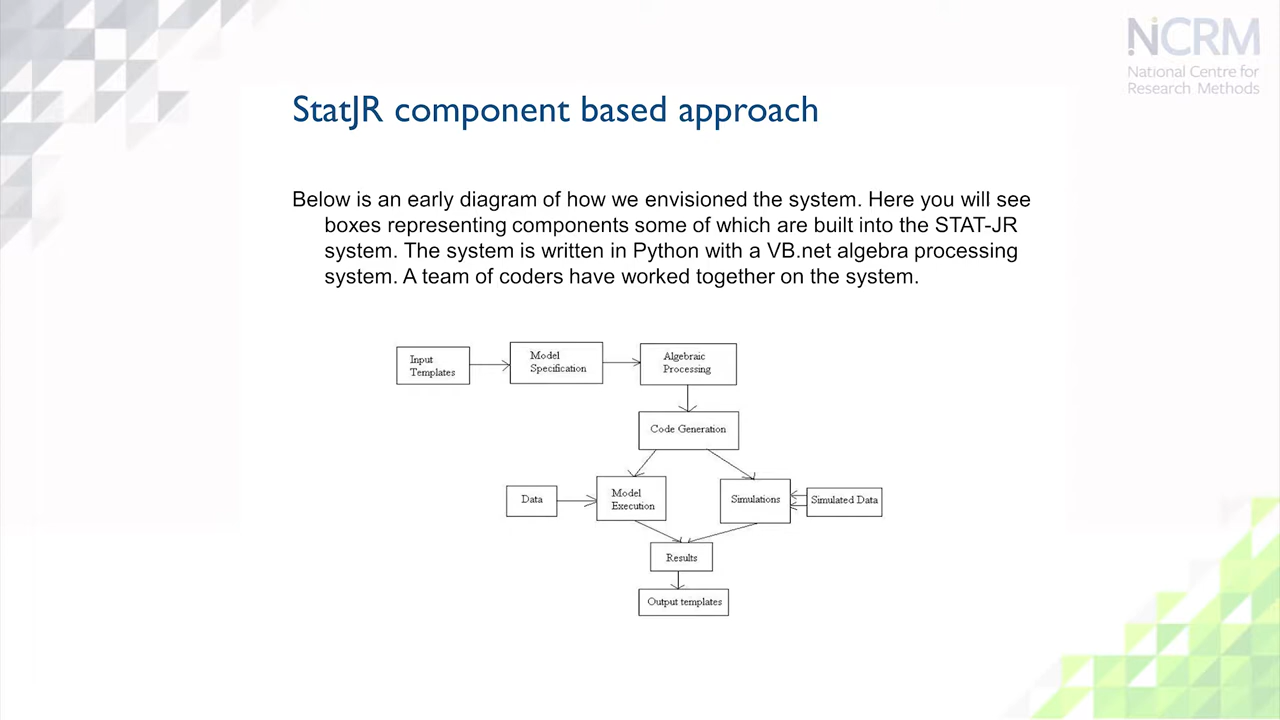 NCRM
National Centre for
Research Methods
StatJR component based approach
Below is an early diagram of how we envisioned the system. Here you will see
boxes representing components some of which are built into the STAT-JR
system. The system is written in Python with a VB.net algebra processing
system. A team of coders have worked together on the system.
Input
Templates
Model
Specification
Algebraic
Processing
Code Generation
Data
Model
Execution
Simulations
Simulated Data
Results
Output templates